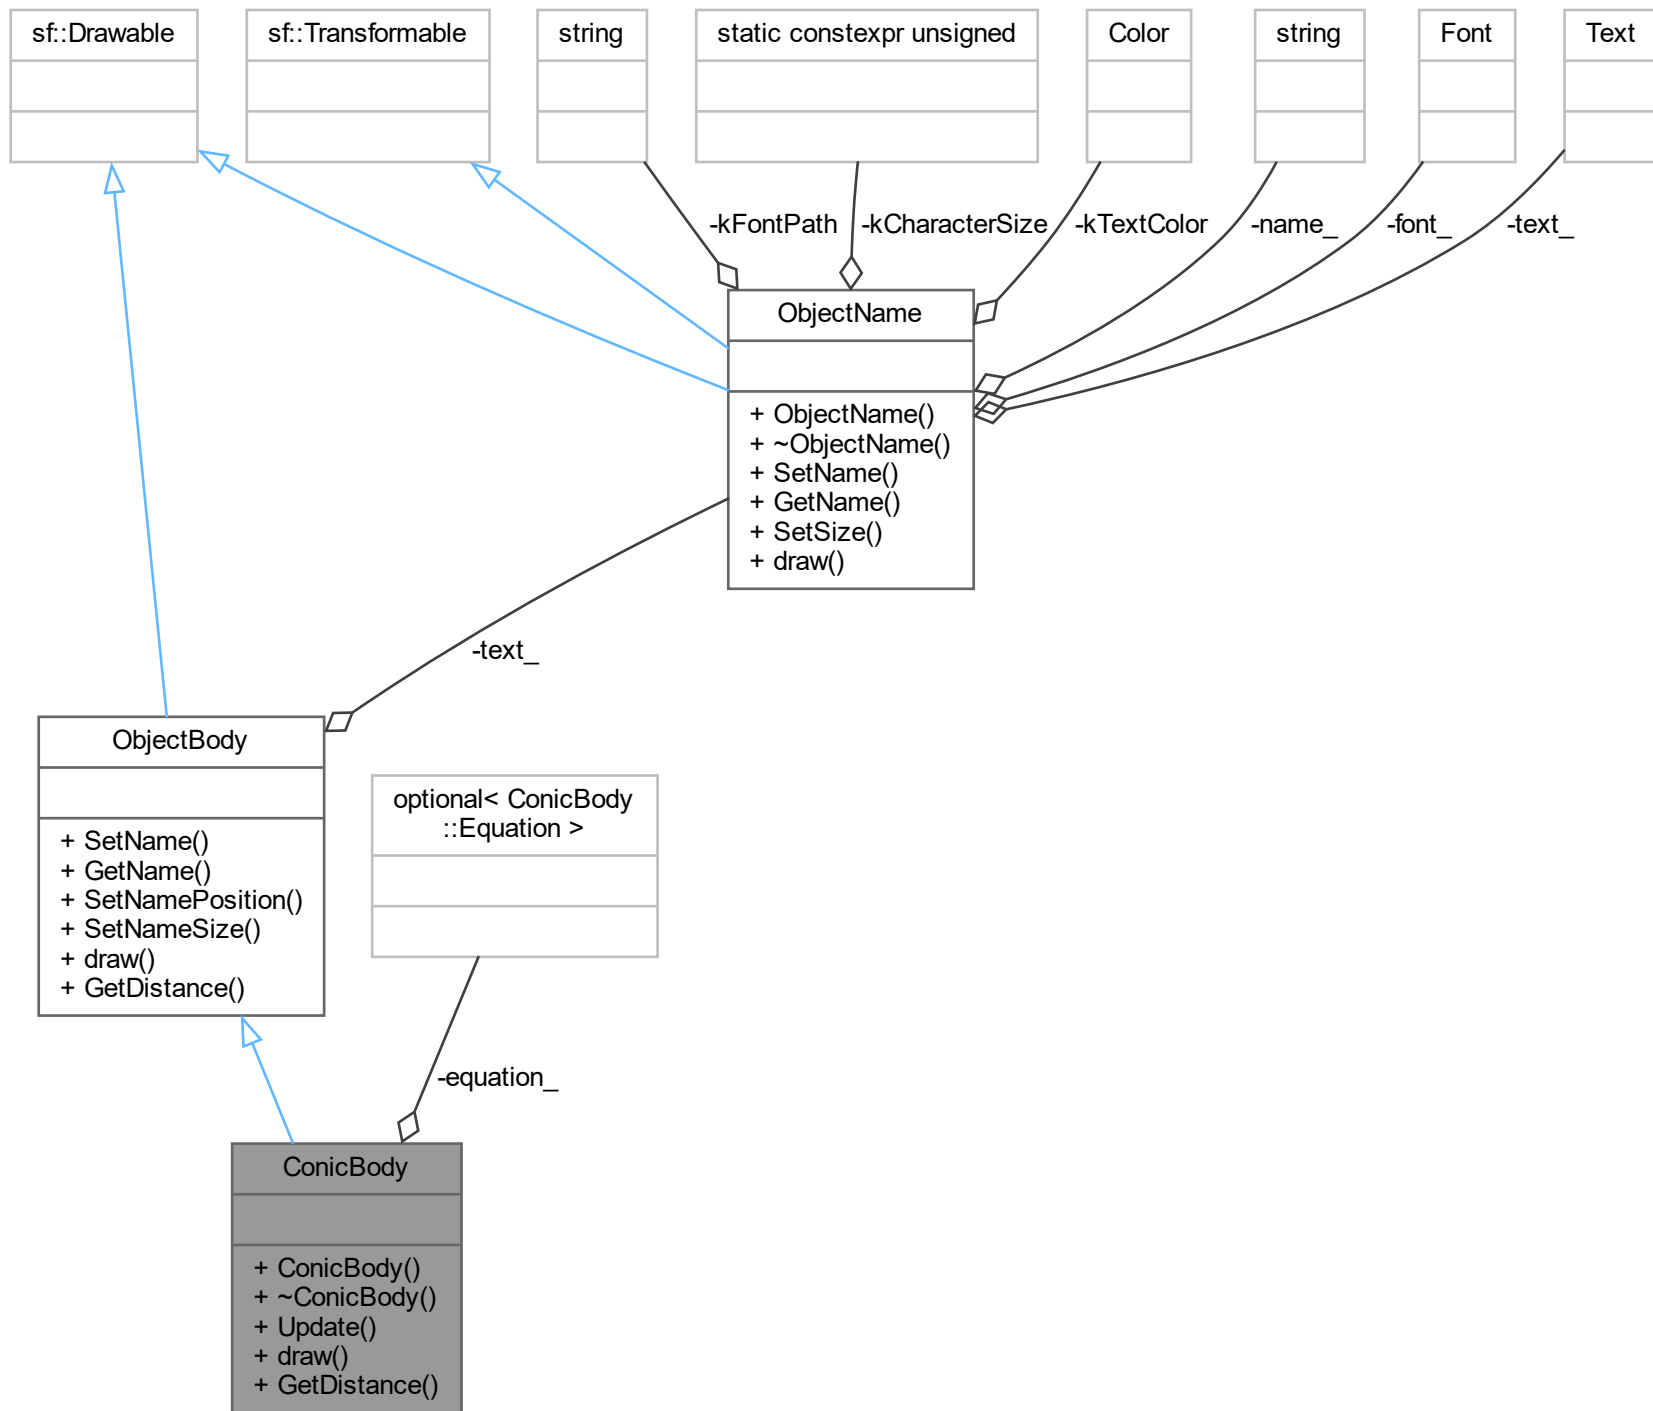 sf::Drawable
sf::Transformable
string
static constexpr unsigned
Color
string
Font
Text
-kFontPath
-kCharacterSize
-kTextColor
-name_
-font_
-text_
ObjectName
+ ObjectName()
+ ~ObjectName()
+ SetName()
+ GetName()
+ SetSize()
+ draw()
-text_
ObjectBody
+ SetName()
+ GetName()
+ SetNamePosition()
+ SetNameSize()
+ draw()
+ GetDistance()
optional< ConicBody
::Equation >
-equation_
ConicBody
+ ConicBody()
+ ~ConicBody()
+ Update()
+ draw()
+ GetDistance()